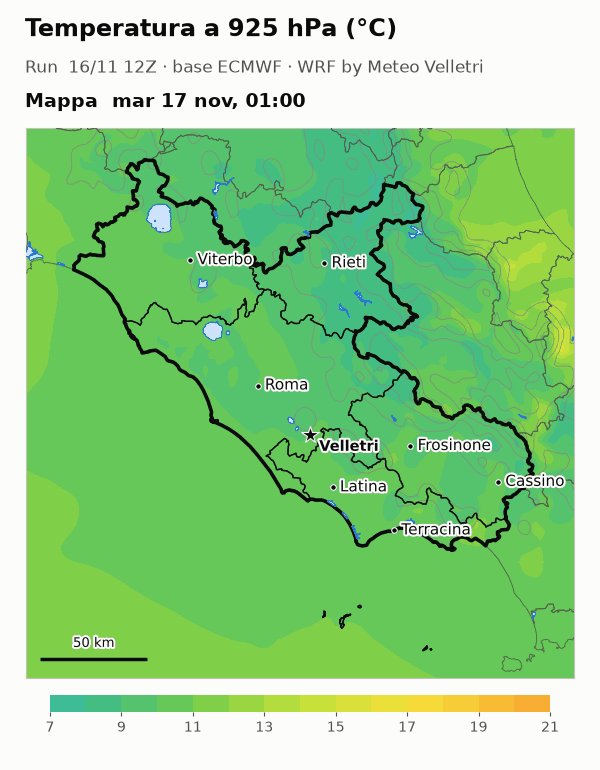 Temperatura a 925 hPa (°C)
Run  16/11 12Z · base ECMWF · WRF by Meteo Velletri
Mappa  mar 17 nov, 01:00
Viterbo
Rieti
Roma
Velletri
Frosinone
Latina
Cassino
Terracina
50 km
7 9 11 13 15 17 19 21